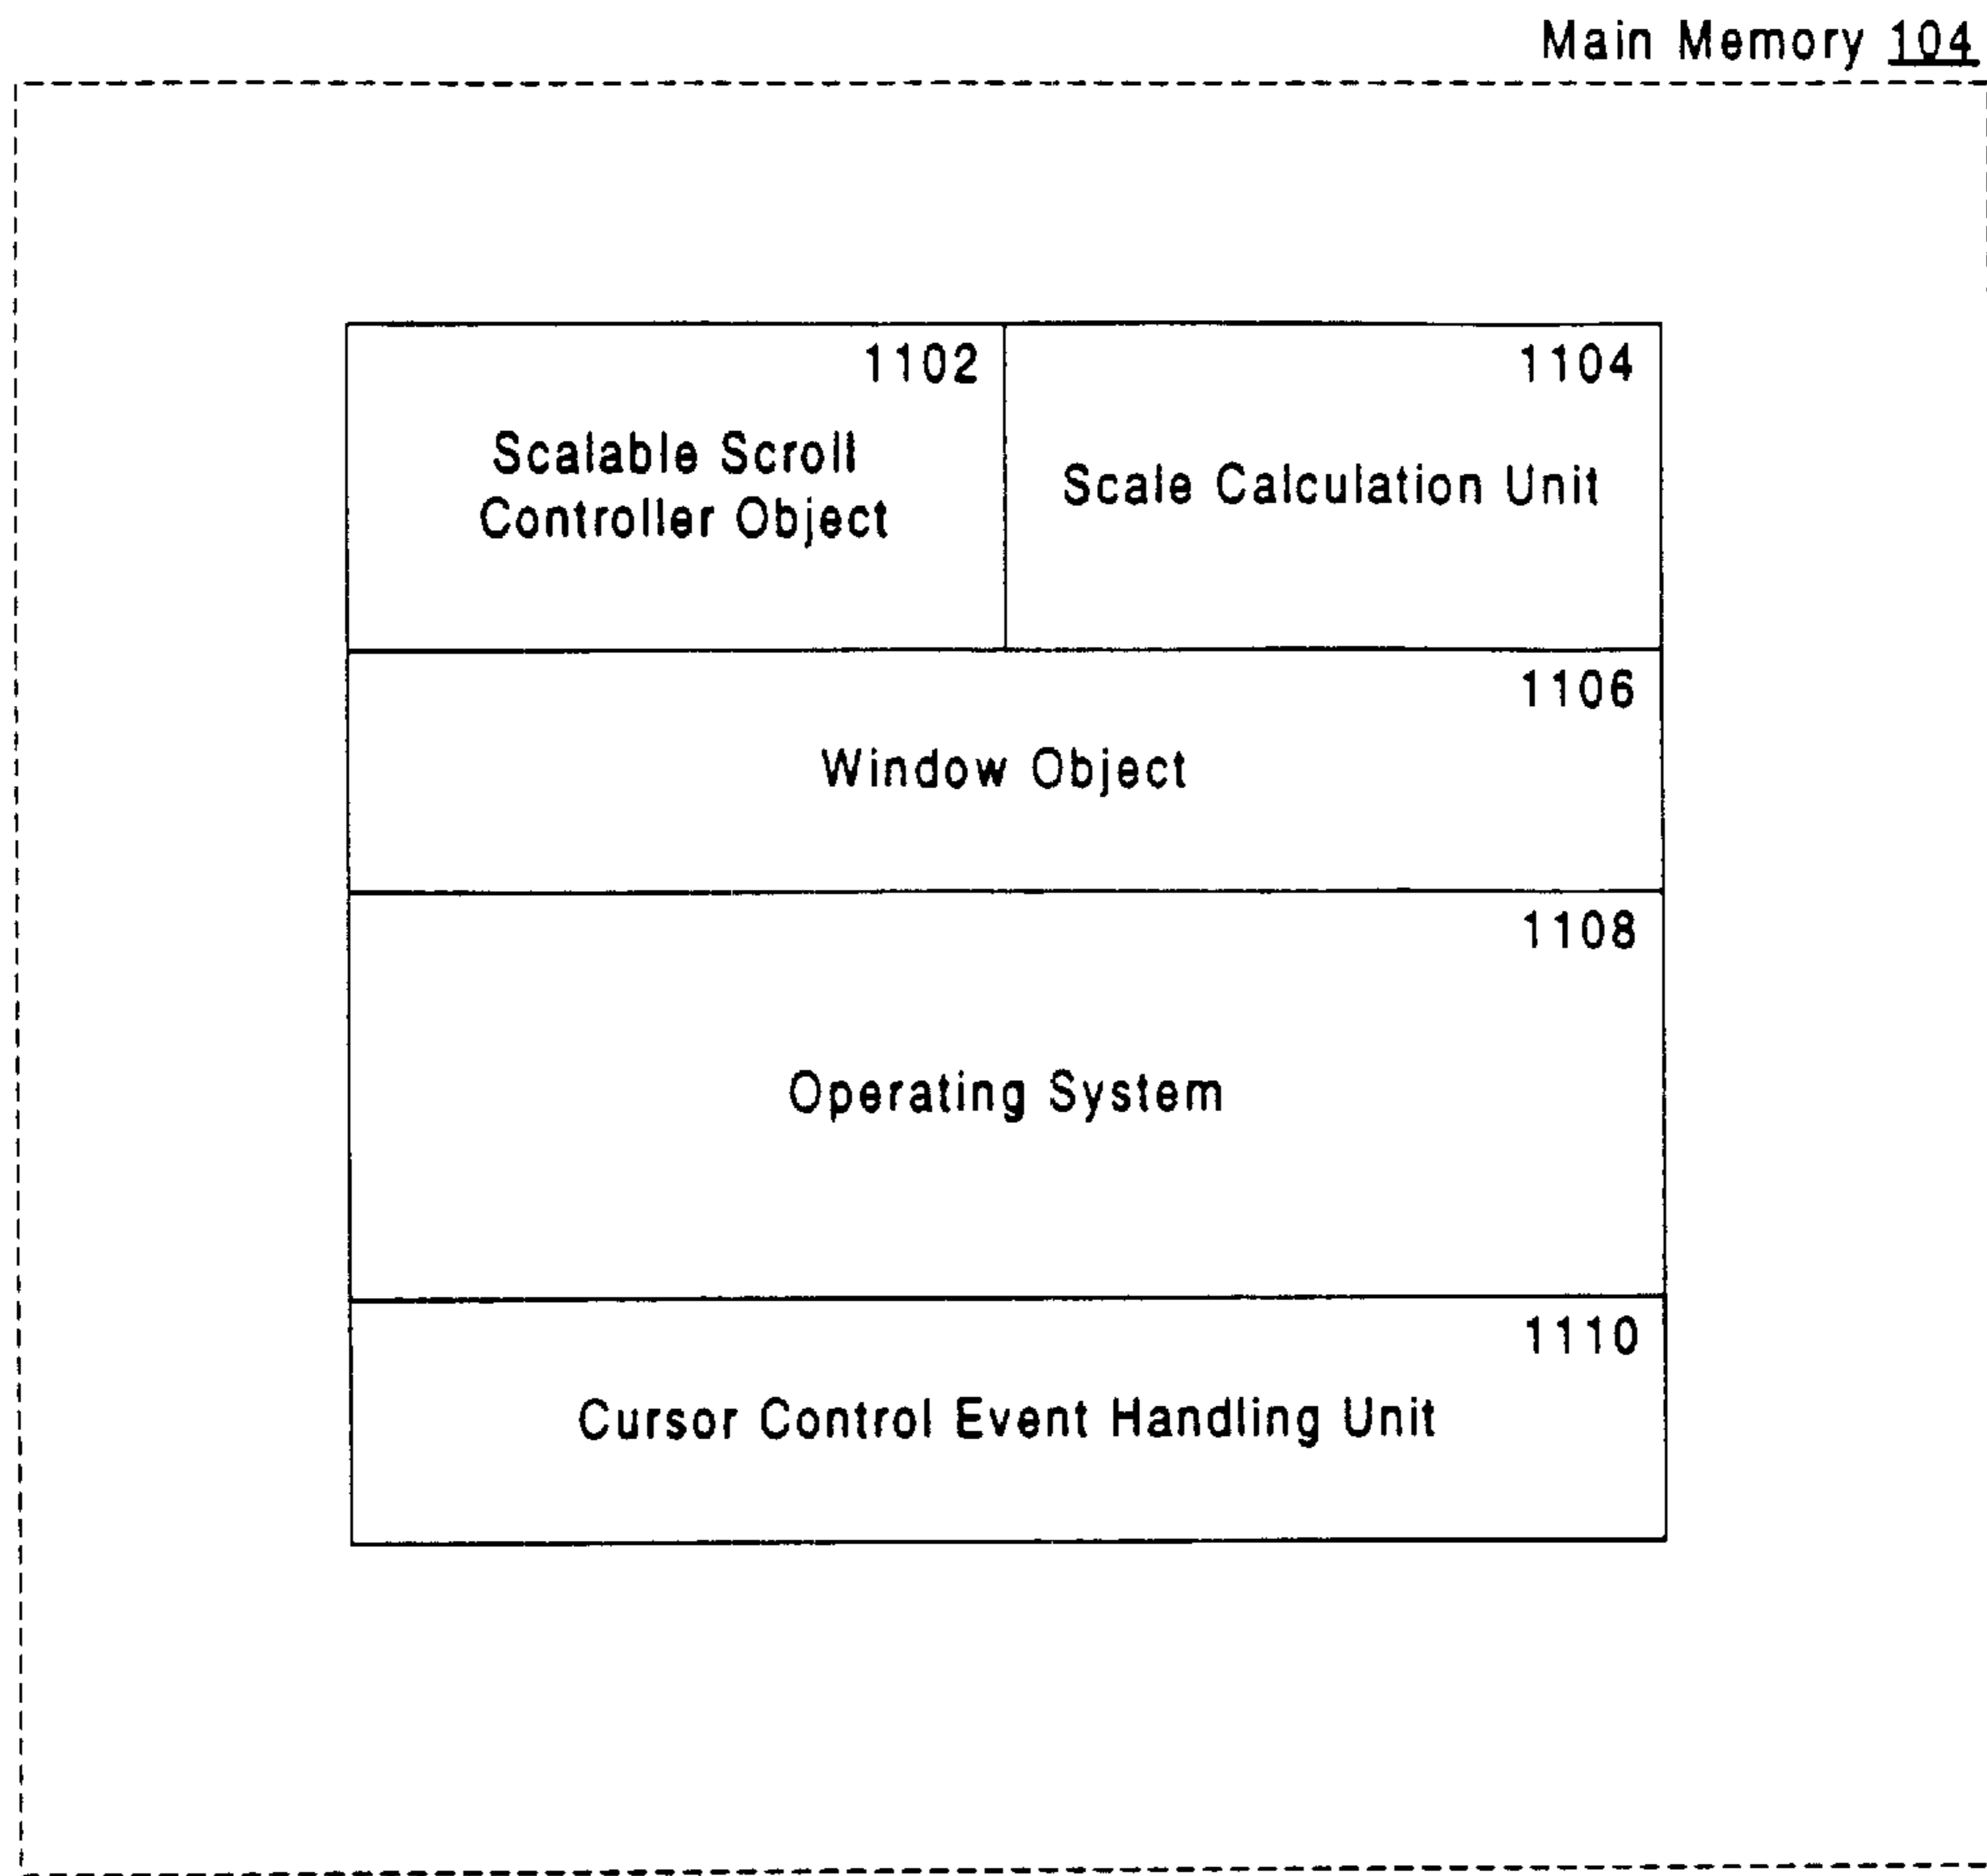 Main Memory 104
1102
Scalable Scroll
Controller Object
1104
Scale Calculation Unit
1106
Window Object
1108
Operating System
1110
Cursor Control Event Handling Unit